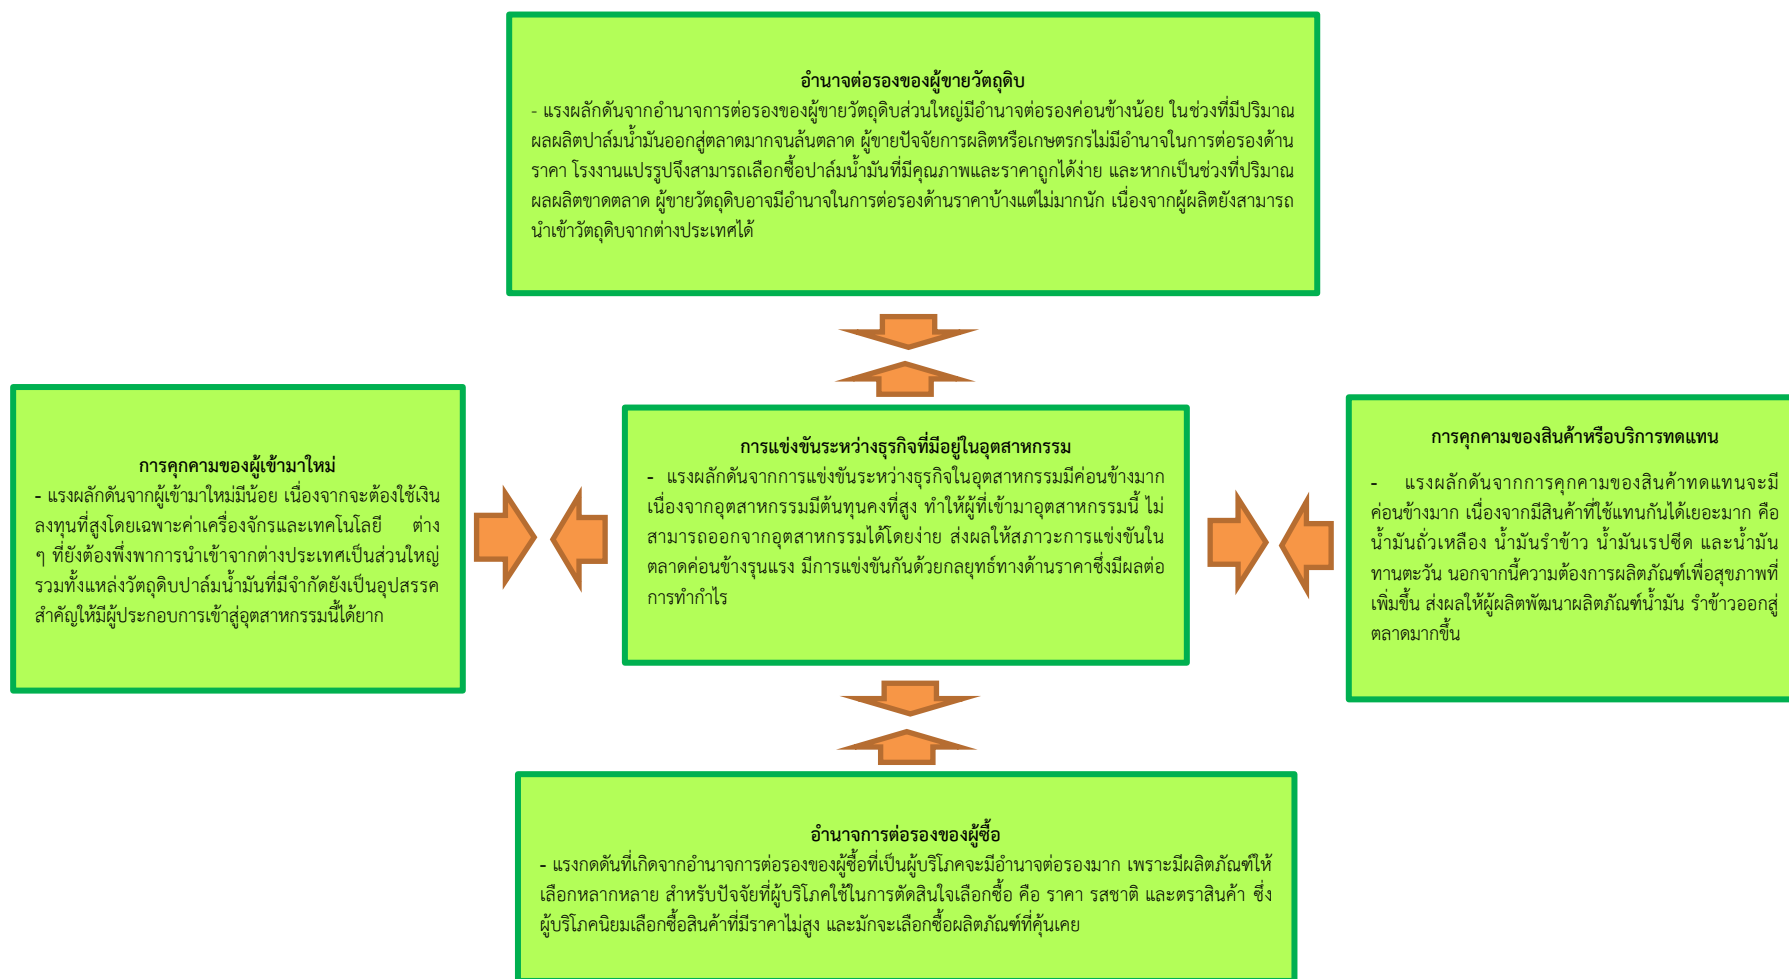 อำนาจต่อรองของผู้ขายวัตถุดิบ
- แรงผลักดันจากอำนาจการต่อรองของผู้ขายวัตถุดิบส่วนใหญ่มีอำนาจต่อรองค่อนข้างน้อย ในช่วงที่มีปริมาณ
ผลผลิตปาล์มน้ำมันออกสู่ตลาดมากจนล้นตลาด ผู้ขายปัจจัยการผลิตหรือเกษตรกรไม่มีอำนาจในการต่อรองด้าน
ราคา โรงงานแปรรูปจึงสามารถเลือกซื้อปาล์มน้ำมันที่มีคุณภาพและราคาถูกได้ง่าย และหากเป็นช่วงที่ปริมาณ
ผลผลิตขาดตลาด ผู้ขายวัตถุดิบอาจมีอำนาจในการต่อรองด้านราคาบ้างแต่ไม่มากนัก เนื่องจากผู้ผลิตยังสามารถ
นำเข้าวัตถุดิบจากต่างประเทศได้
การคุกคามของผู้เข้ามาใหม่
- แรงผลักดันจากผู้เข้ามาใหม่มีน้อย เนื่องจากจะต้องใช้เงิน
ลงทุนที่สูงโดยเฉพาะค่าเครื่องจักรและเทคโนโลยี ต่าง
ๆ ที่ยังต้องพึ่งพาการนำเข้าจากต่างประเทศเป็นส่วนใหญ่
รวมทั้งแหล่งวัตถุดิบปาล์มน้ำมันที่มีจำกัดยังเป็นอุปสรรค
สำคัญให้มีผู้ประกอบการเข้าสู่อุตสาหกรรมนี้ได้ยาก
การแข่งขันระหว่างธุรกิจที่มีอยู่ในอุตสาหกรรม
- แรงผลักดันจากการแข่งขันระหว่างธุรกิจในอุตสาหกรรมมีค่อนข้างมาก
เนื่องจากอุตสาหกรรมมีต้นทุนคงที่สูง ทำให้ผู้ที่เข้ามาอุตสาหกรรมนี้ ไม่
สามารถออกจากอุตสาหกรรมได้โดยง่าย ส่งผลให้สภาวะการแข่งขันใน
ตลาดค่อนข้างรุนแรง มีการแข่งขันกันด้วยกลยุทธ์ทางด้านราคาซึ่งมีผลต่อ
การทำกำไร
การคุกคามของสินค้าหรือบริการทดแทน
- แรงผลักดันจากการคุกคามของสินค้าทดแทนจะมี
ค่อนข้างมาก เนื่องจากมีสินค้าที่ใช้แทนกันได้เยอะมาก คือ
น้ำมันถั่วเหลือง น้ำมันรำข้าว น้ำมันเรปซีด และน้ำมัน
ทานตะวัน นอกจากนี้ความต้องการผลิตภัณฑ์เพื่อสุขภาพที่
เพิ่มขึ้น ส่งผลให้ผู้ผลิตพัฒนาผลิตภัณฑ์น้ำมัน รำข้าวออกสู่
ตลาดมากขึ้น
อำนาจการต่อรองของผู้ซื้อ
- แรงกดดันที่เกิดจากอำนาจการต่อรองของผู้ซื้อที่เป็นผู้บริโภคจะมีอำนาจต่อรองมาก เพราะมีผลิตภัณฑ์ให้
เลือกหลากหลาย สำหรับปัจจัยที่ผู้บริโภคใช้ในการตัดสินใจเลือกซื้อ คือ ราคา รสชาติ และตราสินค้า ซึ่ง
ผู้บริโภคนิยมเลือกซื้อสินค้าที่มีราคาไม่สูง และมักจะเลือกซื้อผลิตภัณฑ์ที่คุ้นเคย